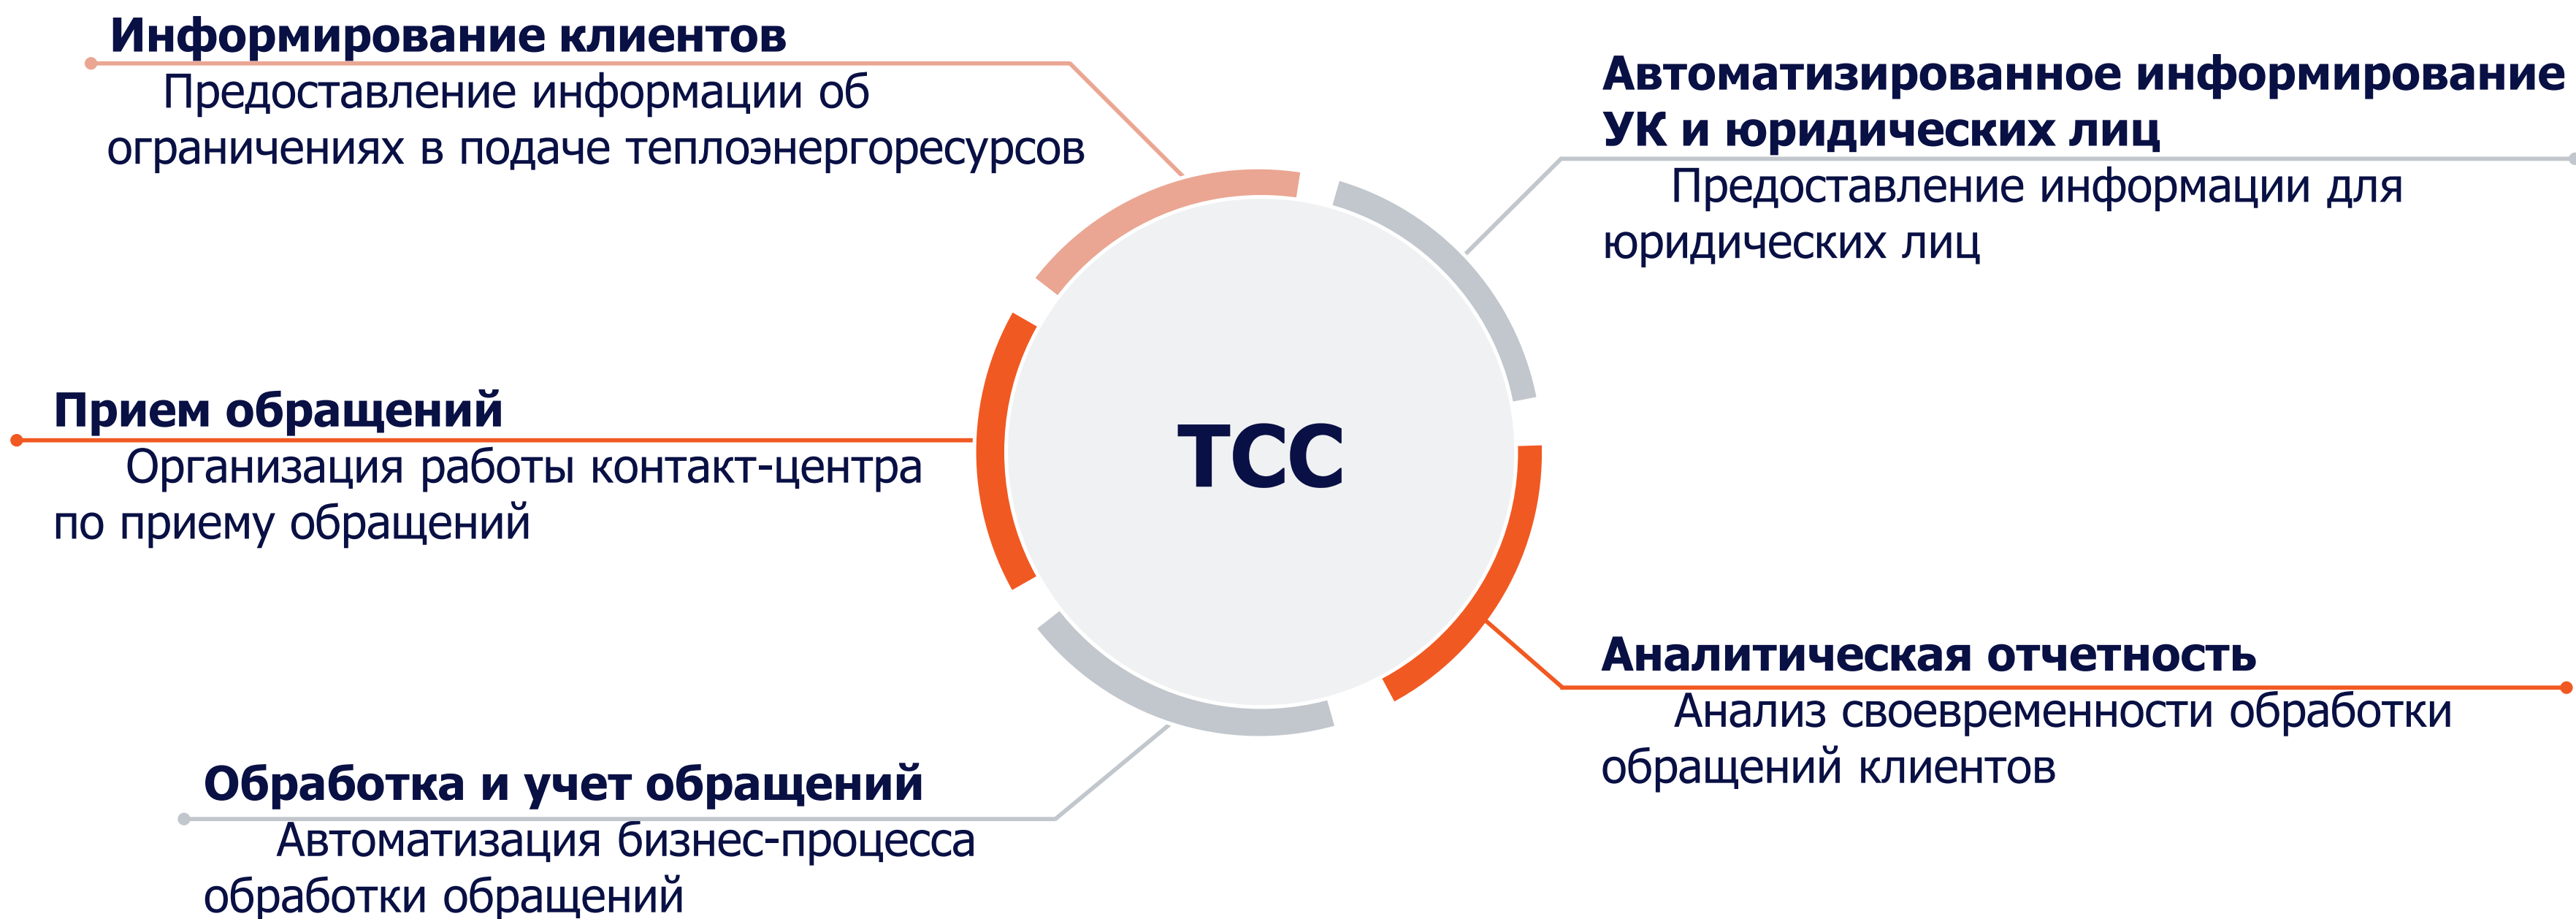 Информирование клиентов
Предоставление информации об
ограничениях в подаче теплоэнергоресурсов
Автоматизированное информирование
УК и юридических лиц
Предоставление информации для
юридических лиц
Прием обращений
Организация работы контакт-центра
по приему обращений
ТСС
Аналитическая отчетность
Анализ своевременности обработки
обращений клиентов
Обработка и учет обращений
Автоматизация бизнес-процесса
обработки обращений